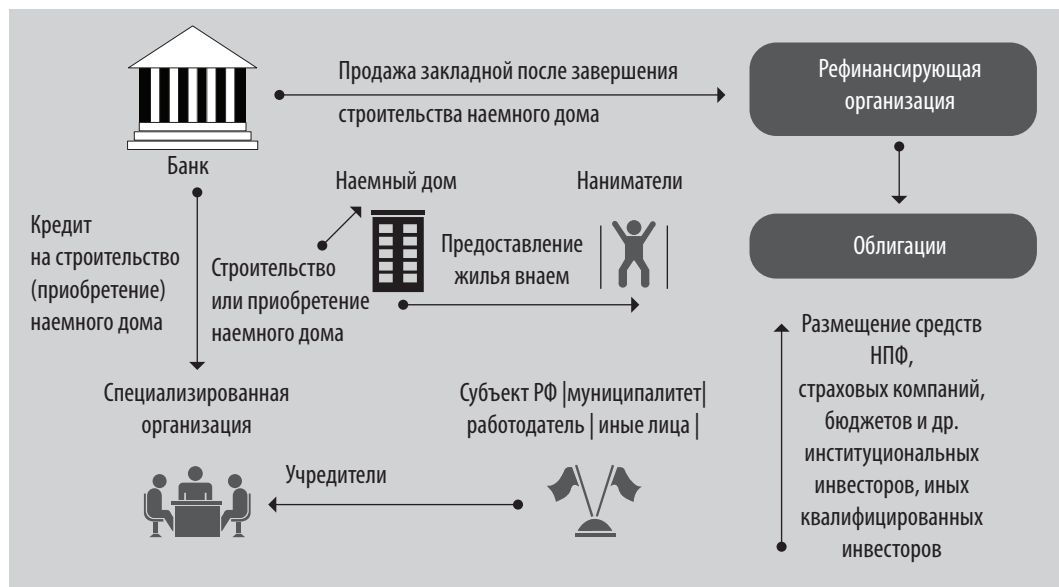 Продажа закладной после завершения
строительства наемного дома
Рефинансирующая
организация
Банк
Наемный дом
Наниматели
Кредит
на строительство
(приобретение)
наемного дома
Строительство
или приобретение
наемного дома
Предоставление
жилья внаем
Облигации
Размещение средств
НПФ,
страховых компаний,
бюджетов и др.
институциональных
инвесторов, иных
квалифицированных
инвесторов
Специализированная
организация
Субъект РФ |муниципалитет|
работодатель | иные лица |
Учредители